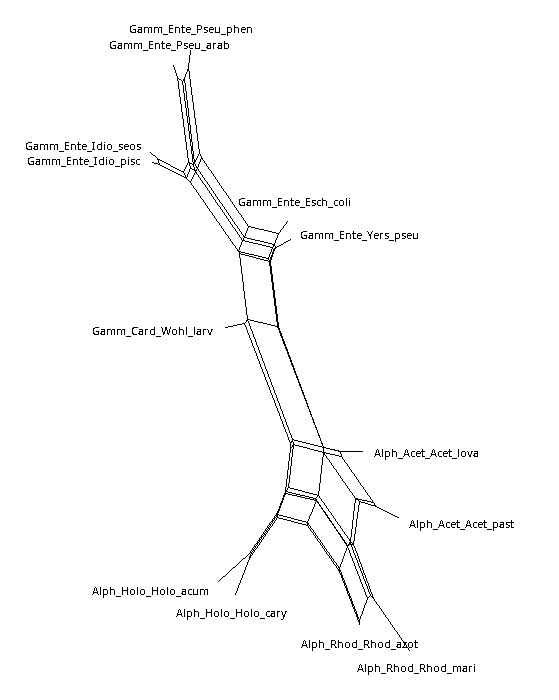 Gamm_Ente_Pseu_phen
Gamm_Ente_Pseu_arab
Gamm_Ente_Idio_seos
Gamm_Ente_Idio_pisc
Gamm_Ente_Esch_coli
Gamm_Ente_Yers_pseu
Gamm_Card_Wohl_larv
Alph_Acet_Acet_lova
Alph_Acet_Acet_past
Alph_Holo_Holo_acum
Alph_Holo_Holo_cary
Alph_Rhod_Rhod_azot
Alph_Rhod_Rhod_mari